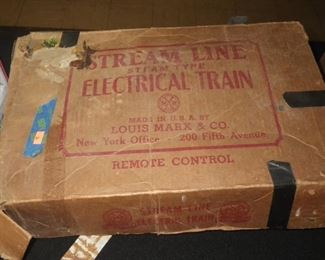 STREAM LINE
STEAM TYPE
ELECTRICAL TRAIN
MADE IN U.S.A. BY
LOUIS MARX & CO.
New York Office - 200 Fifth Avenue
REMOTE CONTROL
STREAM LINE
ELECTRIC TRAIN